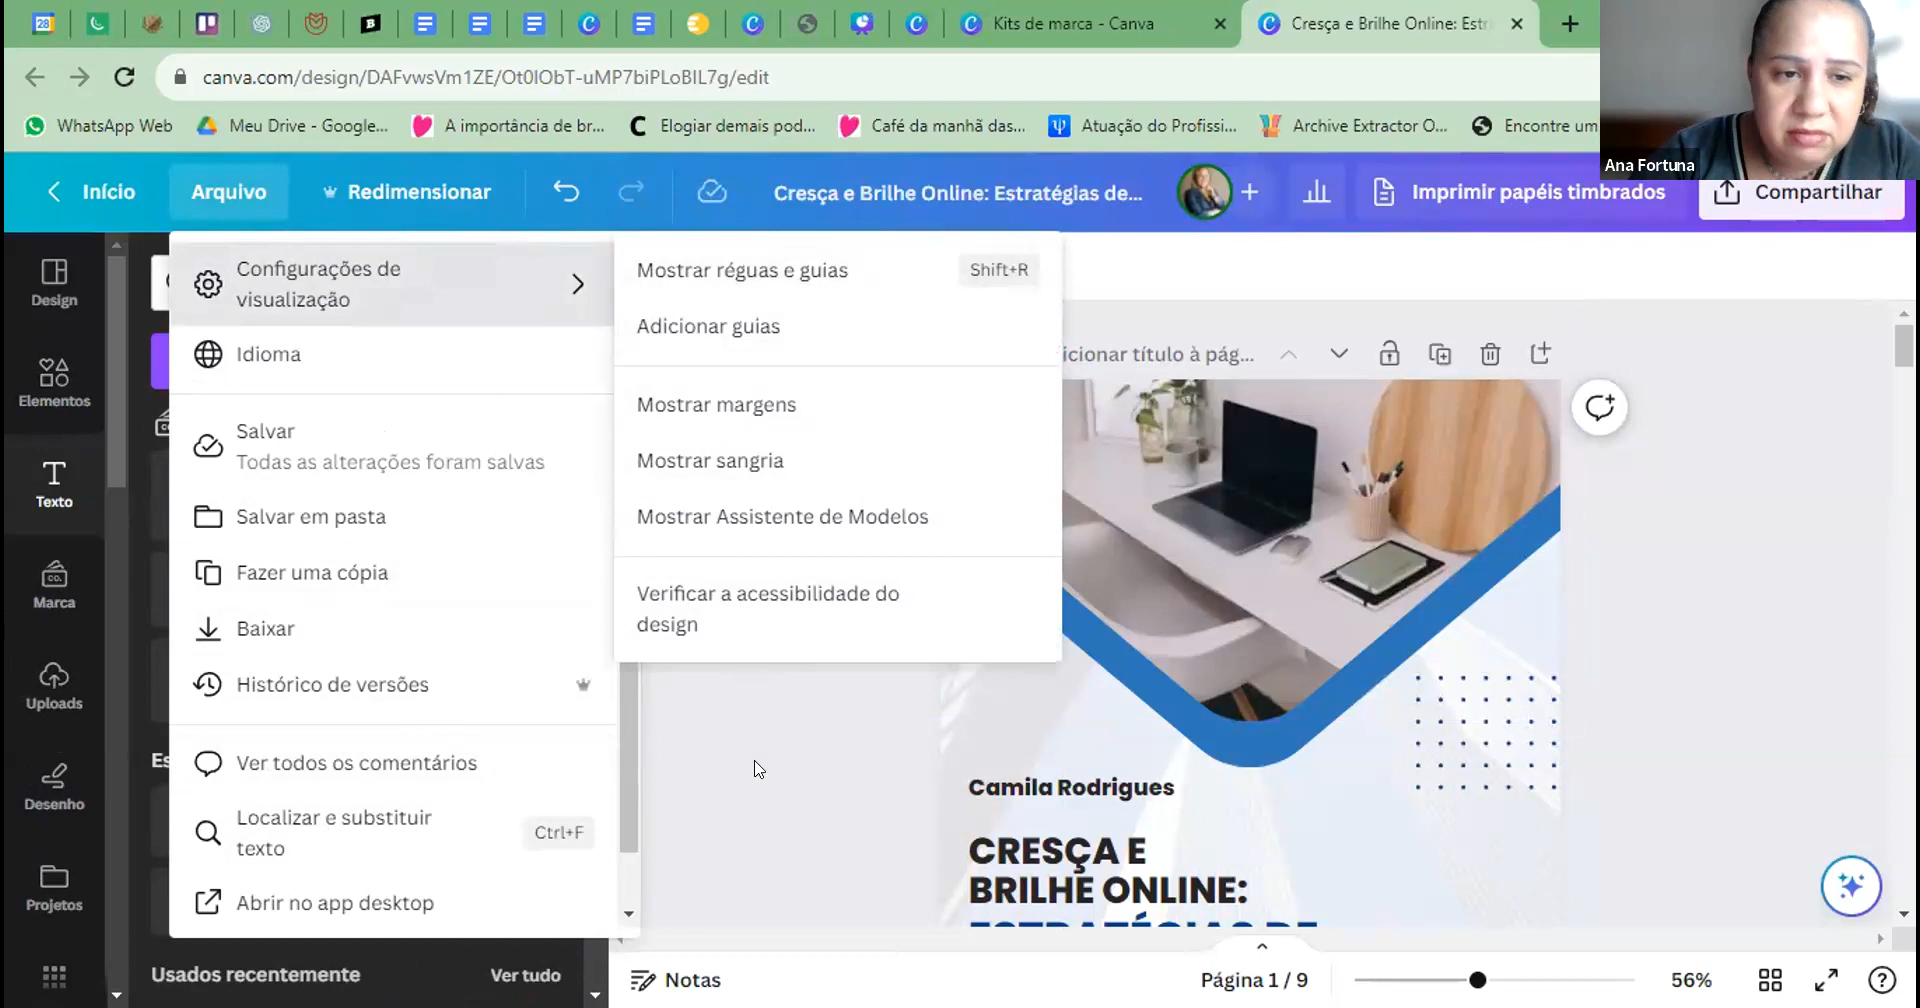 28
Kits de marca - Canva
Cresça e Brilhe Online: Estr
canva.com/design/DAFvwsVm1ZE/Ot0lObT-uMP7biPLoBIL7g/edit
WhatsApp Web
Meu Drive - Google...
A importância de br...
Elogiar demais pod...
Café da manhã das...
Atuação do Profissi...
Archive Extractor O...
Encontre um
Ana Fortuna
Início
Arquivo
Redimensionar
Cresça e Brilhe Online: Estratégias de...
Imprimir papéis timbrados
Compartilhar
Design
Elementos
Texto
Marca
Uploads
Desenho
Projetos
Configurações de
visualização
Idioma
Salvar
Todas as alterações foram salvas
Salvar em pasta
Fazer uma cópia
Baixar
Histórico de versões
Ver todos os comentários
Localizar e substituir
texto
Ctrl+F
Abrir no app desktop
Mostrar réguas e guias
Shift+R
Adicionar guias
Mostrar margens
Mostrar sangria
Mostrar Assistente de Modelos
Verificar a acessibilidade do
design
icionar título à pág...
Camila Rodrigues
CRESÇA E
BRILHE ONLINE:
ESTRATÉGIAS DE
Es
Usados recentemente
Ver tudo
Notas
Página 1 / 9
56%